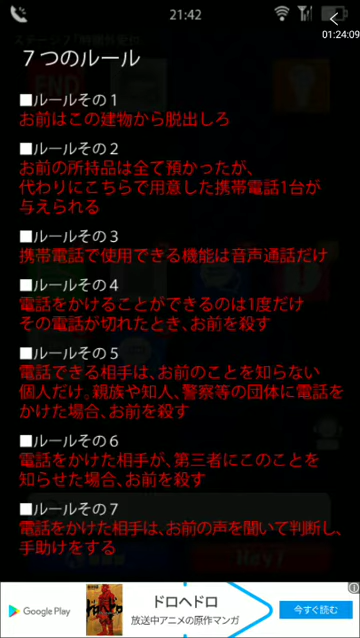 21:42
01:24:09
７つのルール
■ルールその１
お前はこの建物から脱出しろ
■ルールその２
お前の所持品は全て預かったが、
代わりにこちらで用意した携帯電話1台が
与えられる
■ルールその３
携帯電話で使用できる機能は音声通話だけ
■ルールその４
電話をかけることができるのは1度だけ
その電話が切れたとき、お前を殺す
■ルールその５
電話できる相手は、お前のことを知らない
個人だけ。親族や知人、警察等の団体に電話を
かけた場合、お前を殺す
■ルールその６
電話をかけた相手が、第三者にこのことを
知らせた場合、お前を殺す
■ルールその７
電話をかけた相手は、お前の声を聞いて判断し、
手助けをする
Hey!
Google Play
ドロヘドロ
放送中アニメの原作マンガ
今すぐ読む